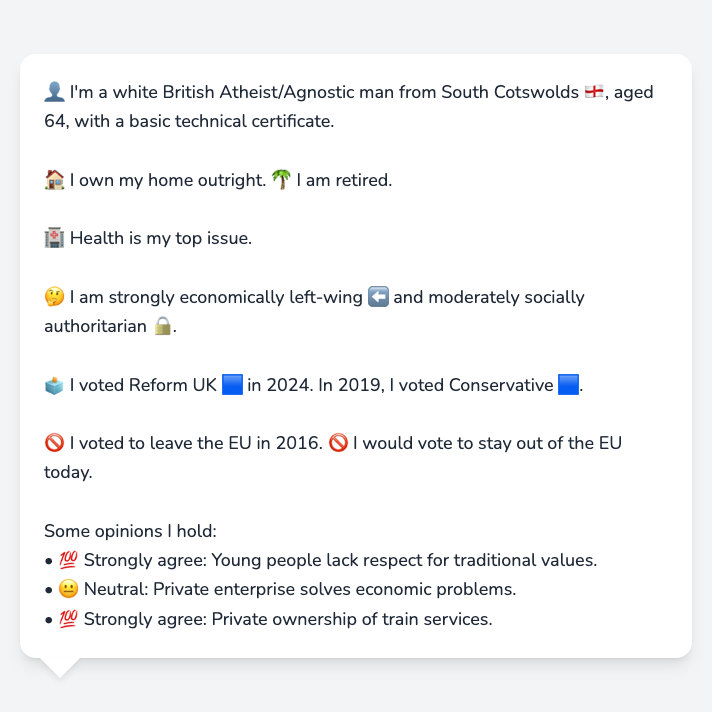 👤 I'm a white British Atheist/Agnostic man from South Cotswolds 🏴󠁧󠁢󠁥󠁮󠁧󠁿, aged
64, with a basic technical certificate.
🏠 I own my home outright. 🌴 I am retired.
🏥 Health is my top issue.
🤔 I am strongly economically left-wing ⬅️ and moderately socially
authoritarian 🔒.
🗳️ I voted Reform UK 🟦 in 2024. In 2019, I voted Conservative 🟦.
🚫 I voted to leave the EU in 2016. 🚫 I would vote to stay out of the EU
today.
Some opinions I hold:
• 💯 Strongly agree: Young people lack respect for traditional values.
• 😐 Neutral: Private enterprise solves economic problems.
• 💯 Strongly agree: Private ownership of train services.